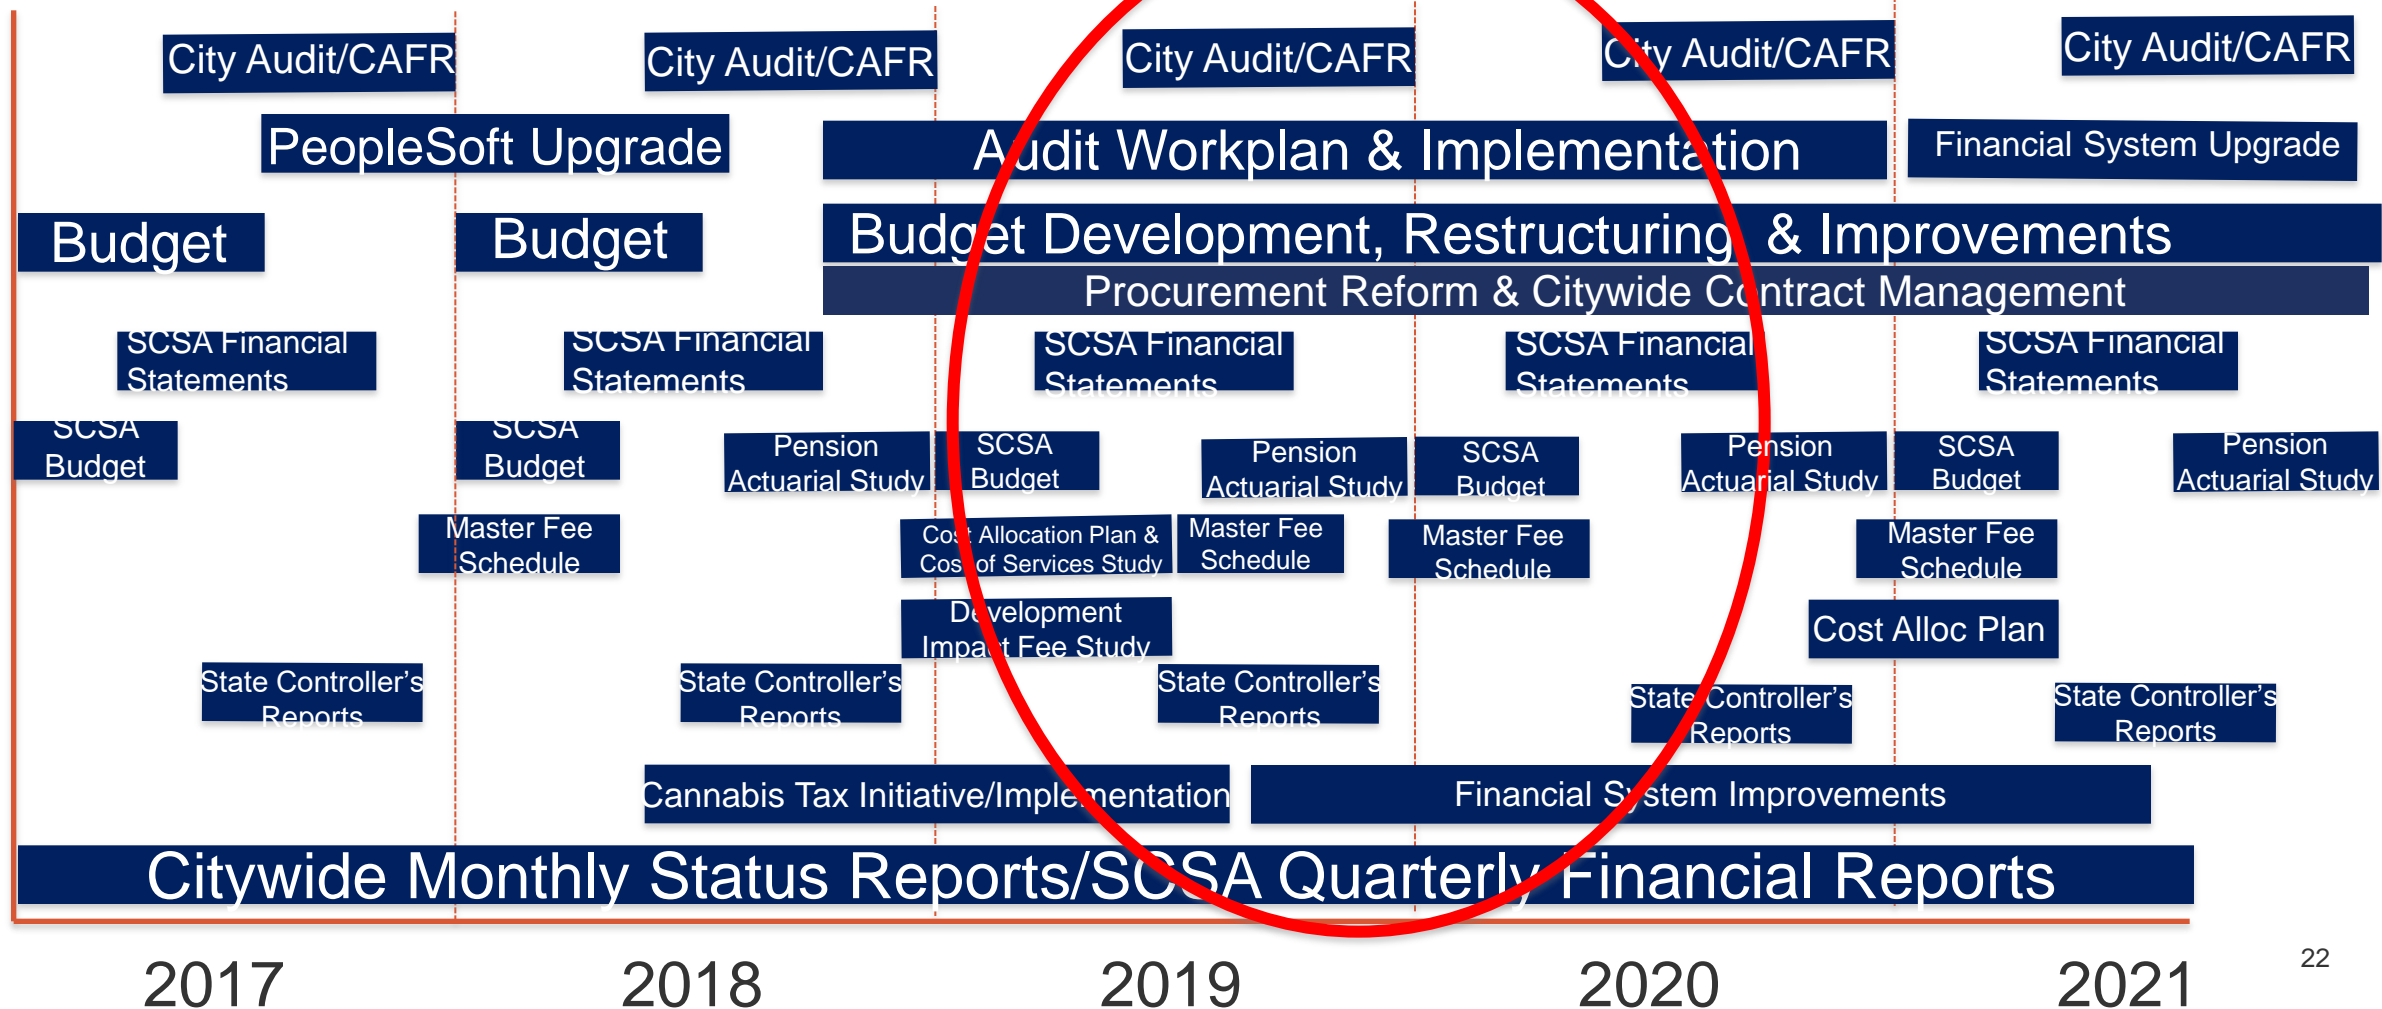 City Audit/CAFR
City Audit/CAFR
City Audit/CAFR
City Audit/CAFR
City Audit/CAFR
PeopleSoft Upgrade
Audit Workplan & Implementation
Financial System Upgrade
Budget
Budget
Budget Development, Restructuring, & Improvements
Procurement Reform & Citywide Contract Management
SCSA Financial
Statements
SCSA Financial
Statements
SCSA Financial
Statements
SCSA Financial
Statements
SCSA Financial
Statements
SCSA
Budget
SCSA
Budget
Pension
Actuarial Study
SCSA
Budget
Pension
Actuarial Study
SCSA
Budget
Pension
Actuarial Study
SCSA
Budget
Pension
Actuarial Study
Master Fee
Schedule
Cost Allocation Plan &
Cost of Services Study
Master Fee
Schedule
Master Fee
Schedule
Master Fee
Schedule
Development
Impact Fee Study
Cost Alloc Plan
State Controller's
Reports
State Controller's
Reports
State Controller's
Reports
State Controller's
Reports
State Controller's
Reports
Cannabis Tax Initiative/Implementation
Financial System Improvements
Citywide Monthly Status Reports/SCSA Quarterly Financial Reports
2017
2018
2019
2020
2021
22